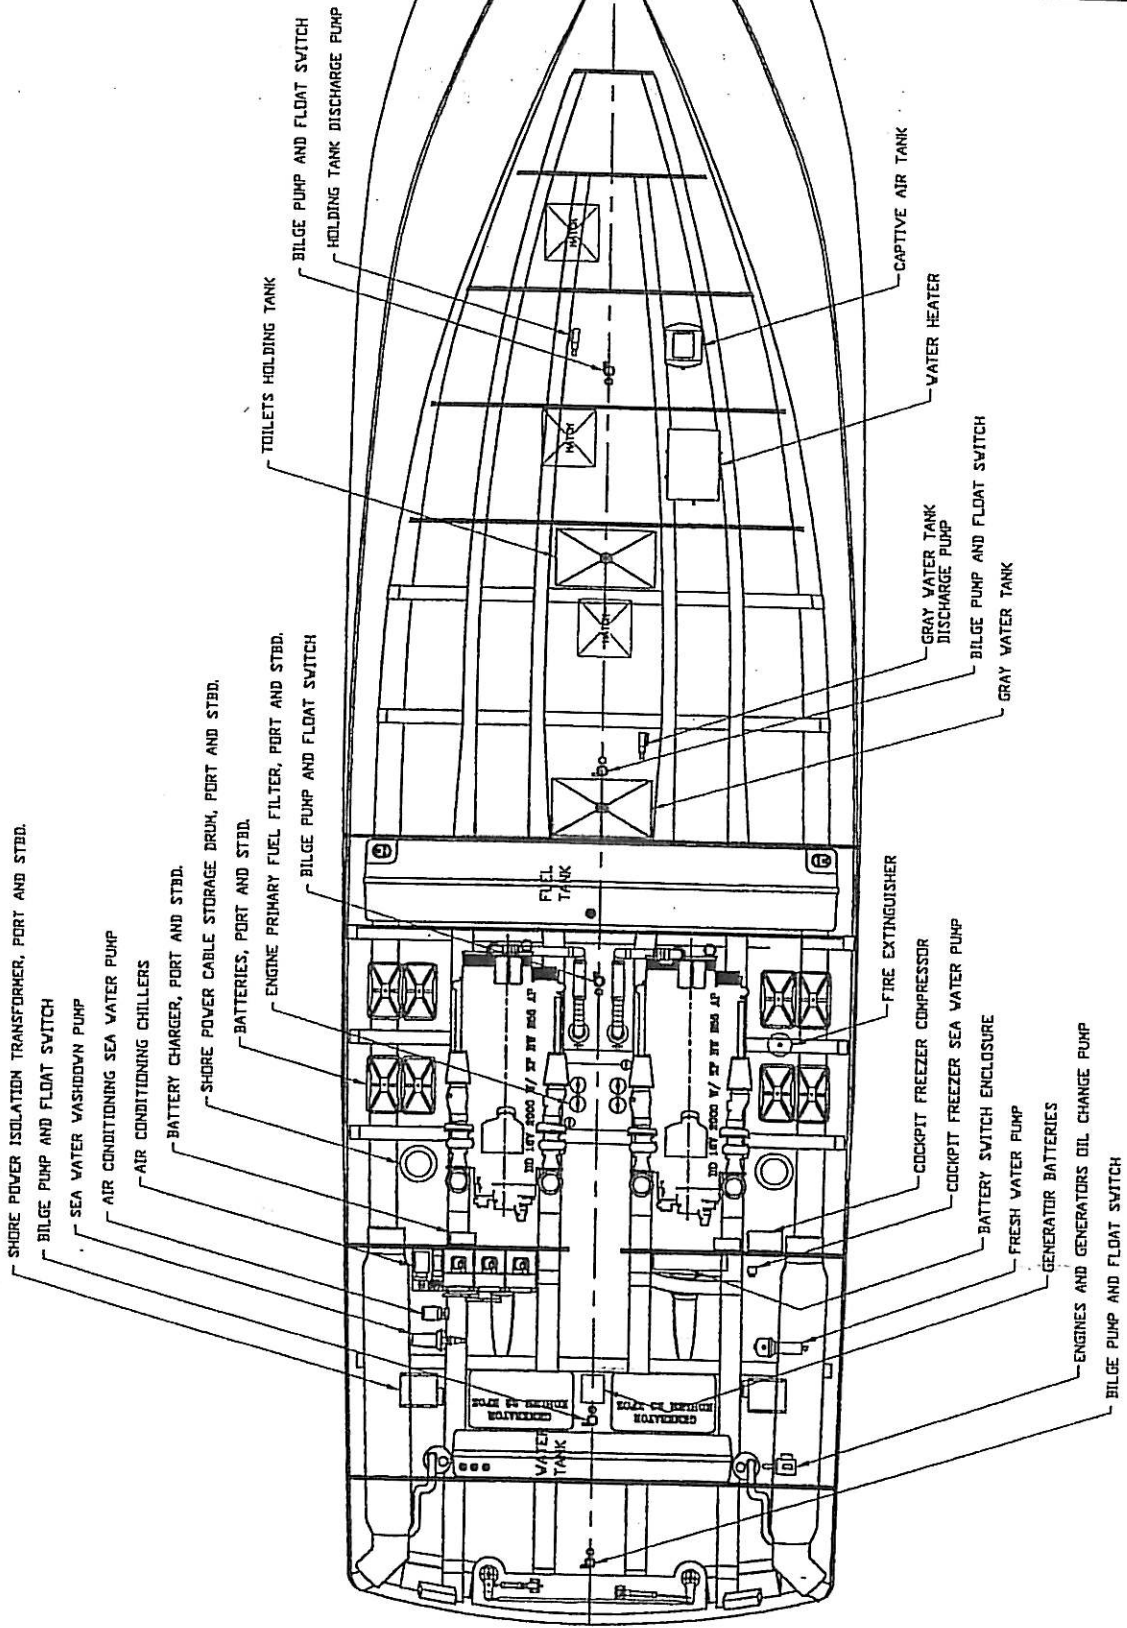 SHORE POWER ISOLATION TRANSFORMER, PORT AND STBD.
BILGE PUMP AND FLOAT SWITCH
SEA WATER WASHDOWN PUMP
AIR CONDITIONING SEA WATER PUMP
AIR CONDITIONING CHILLERS
BATTERY CHARGER, PORT AND STBD.
SHORE POWER CABLE STORAGE DRUM, PORT AND STBD.
BATTERIES, PORT AND STBD.
ENGINE PRIMARY FUEL FILTER, PORT AND STBD.
BILGE PUMP AND FLOAT SWITCH
TOILETS HOLDING TANK
BILGE PUMP AND FLOAT SWITCH
HOLDING TANK DISCHARGE PUMP
HATCH
HATCH
HATCH
FUEL
TANK
WATER
TANK
GENERATOR
GENERATOR
CAPTIVE AIR TANK
WATER HEATER
GRAY WATER TANK
DISCHARGE PUMP
BILGE PUMP AND FLOAT SWITCH
GRAY WATER TANK
FIRE EXTINGUISHER
COCKPIT FREEZER COMPRESSOR
COCKPIT FREEZER SEA WATER PUMP
BATTERY SWITCH ENCLOSURE
FRESH WATER PUMP
GENERATOR BATTERIES
ENGINES AND GENERATORS OIL CHANGE PUMP
BILGE PUMP AND FLOAT SWITCH